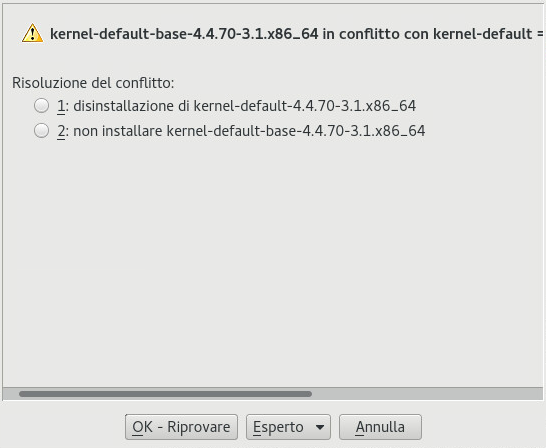 kernel-default-base-4.4.70-3.1.x86_64 in conflitto con kernel-default =
Risoluzione del conflitto:
1: disinstallazione di kernel-default-4.4.70-3.1.x86_64
2: non installare kernel-default-base-4.4.70-3.1.x86_64
OK - Riprovare Esperto Annulla